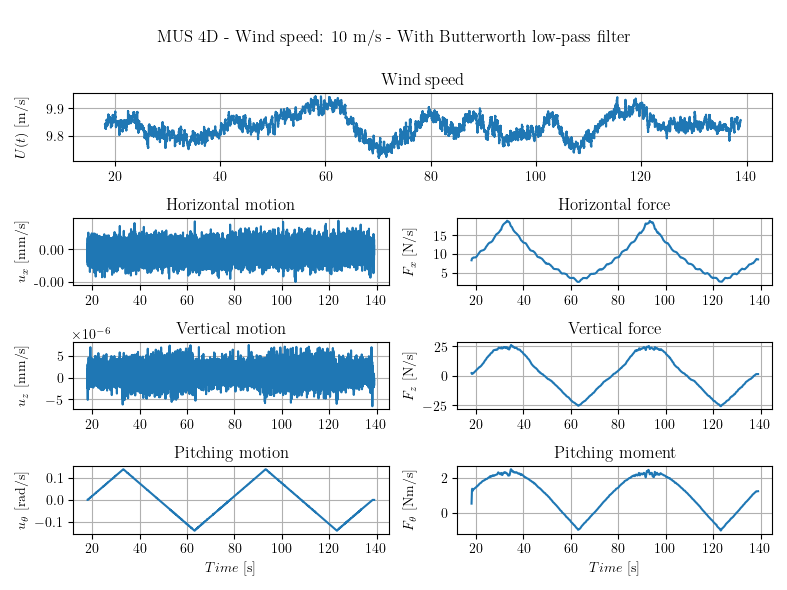 MUS 4D - Wind speed: 10 m/s - With Butterworth low-pass filter
Wind speed
U(t) [m/s]
9.9
9.8
20 40 60 80 100 120 140
Horizontal motion
u_x [mm/s]
0.00
-0.00
20 40 60 80 100 120 140
Horizontal force
F_x [N/s]
15
10
5
20 40 60 80 100 120 140
Vertical motion
×10⁻⁶
u_z [mm/s]
5
0
−5
20 40 60 80 100 120 140
Vertical force
F_z [N/s]
25
0
−25
20 40 60 80 100 120 140
Pitching motion
u_θ [rad/s]
0.1
0.0
−0.1
20 40 60 80 100 120 140
Time [s]
Pitching moment
F_θ [Nm/s]
2
0
20 40 60 80 100 120 140
Time [s]